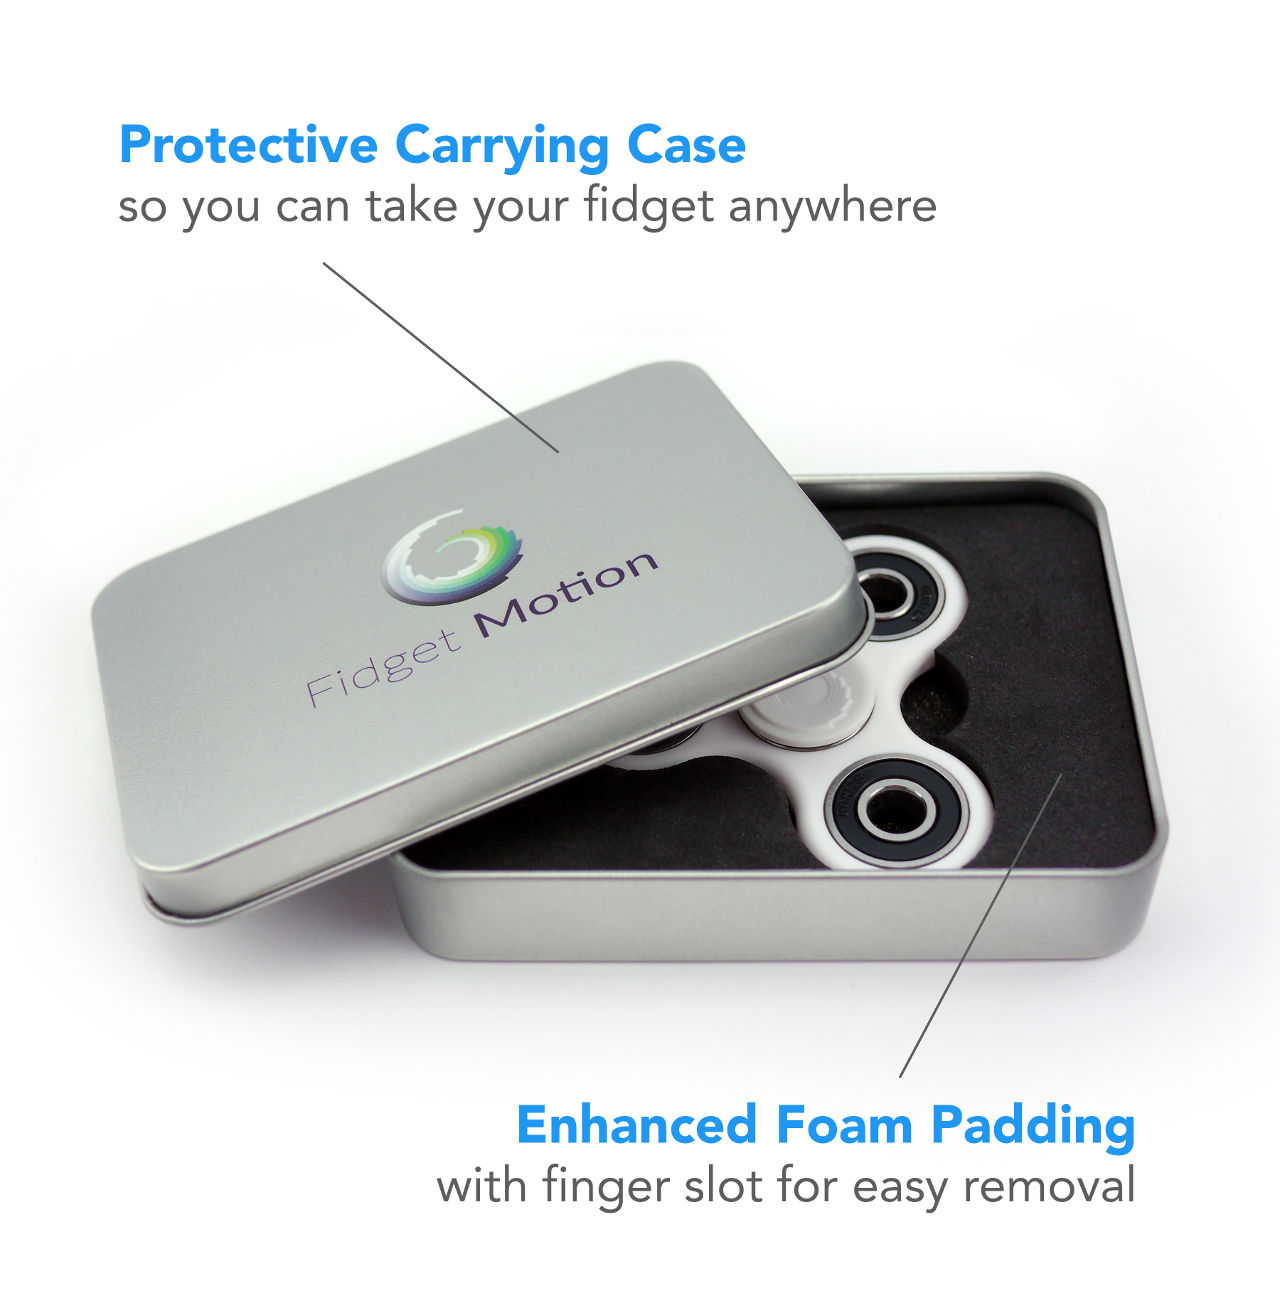 Protective Carrying Case
so you can take your fidget anywhere
Fidget Motion
Enhanced Foam Padding
with finger slot for easy removal